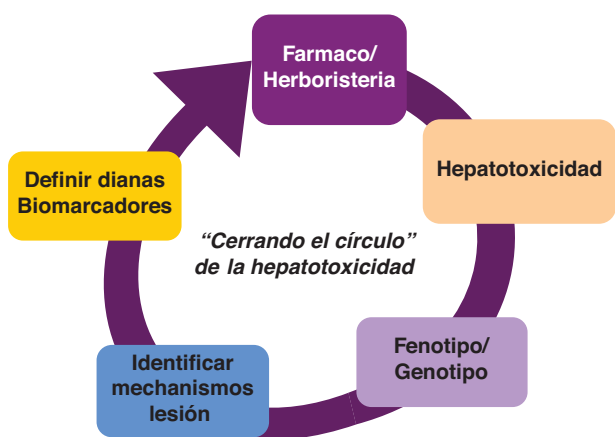 Farmaco/
Herboristeria
Hepatotoxicidad
Fenotipo/
Genotipo
Identificar
mechanismos
lesión
Definir dianas
Biomarcadores
“Cerrando el círculo”
de la hepatotoxicidad